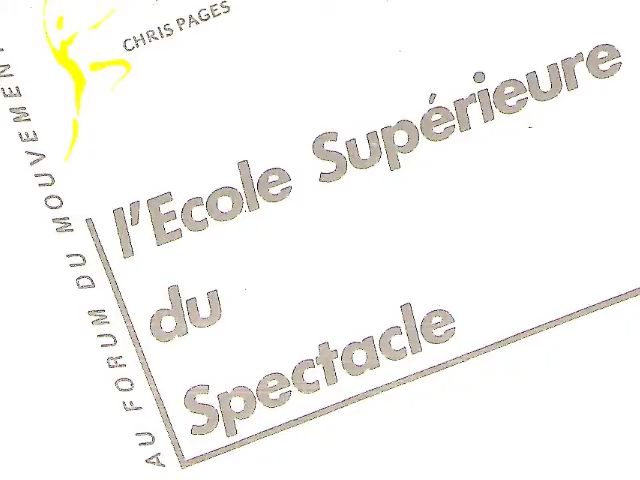 CHRIS PAGES
l'Ecole Supérieure
du
Spectacle
AU FORUM DU MOUVEMENT